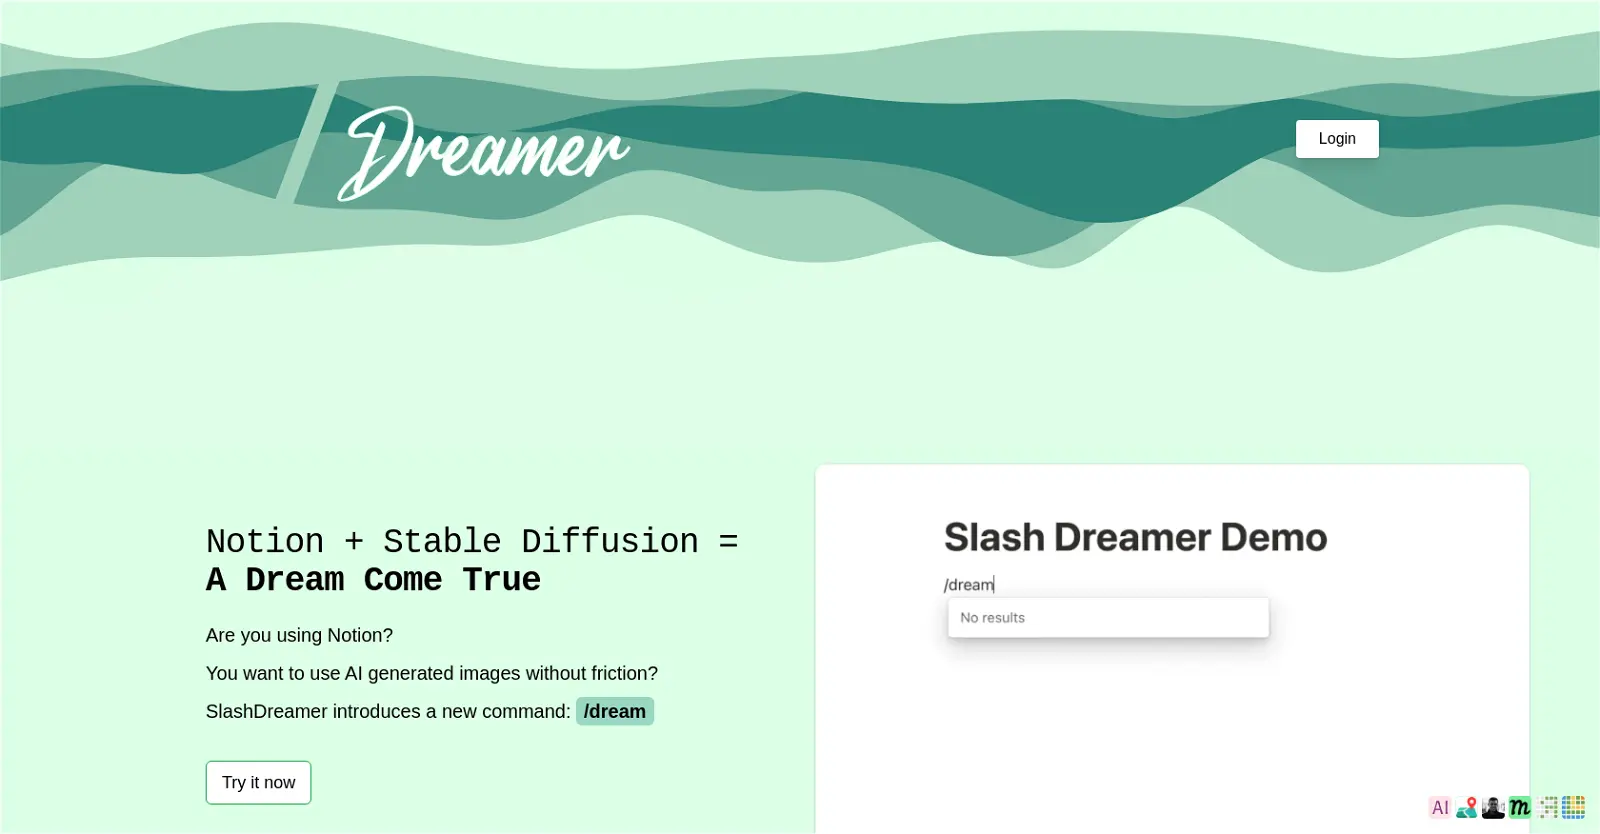 /Dreamer
Login
Notion + Stable Diffusion =
A Dream Come True
Are you using Notion?
You want to use AI generated images without friction?
SlashDreamer introduces a new command: /dream
Try it now
Slash Dreamer Demo
/dream
No results
AI
m